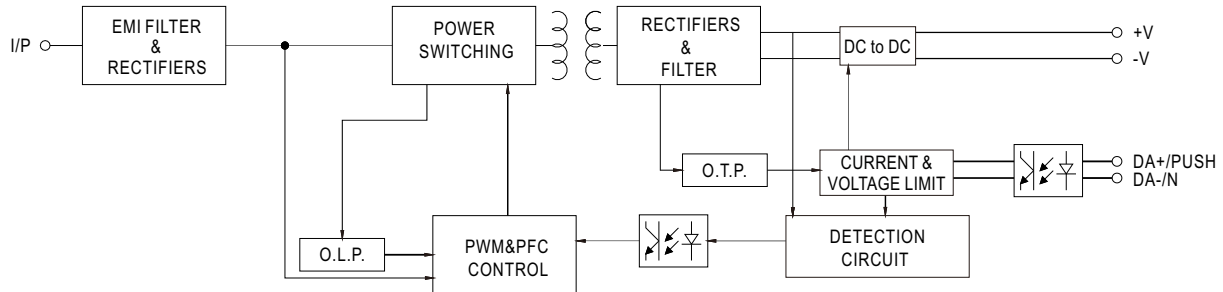 I/P
EMI FILTER
&
RECTIFIERS
POWER
SWITCHING
RECTIFIERS
&
FILTER
DC to DC
+V
-V
O.T.P.
CURRENT &
VOLTAGE LIMIT
DA+/PUSH
DA-/N
O.L.P.
PWM&PFC
CONTROL
DETECTION
CIRCUIT